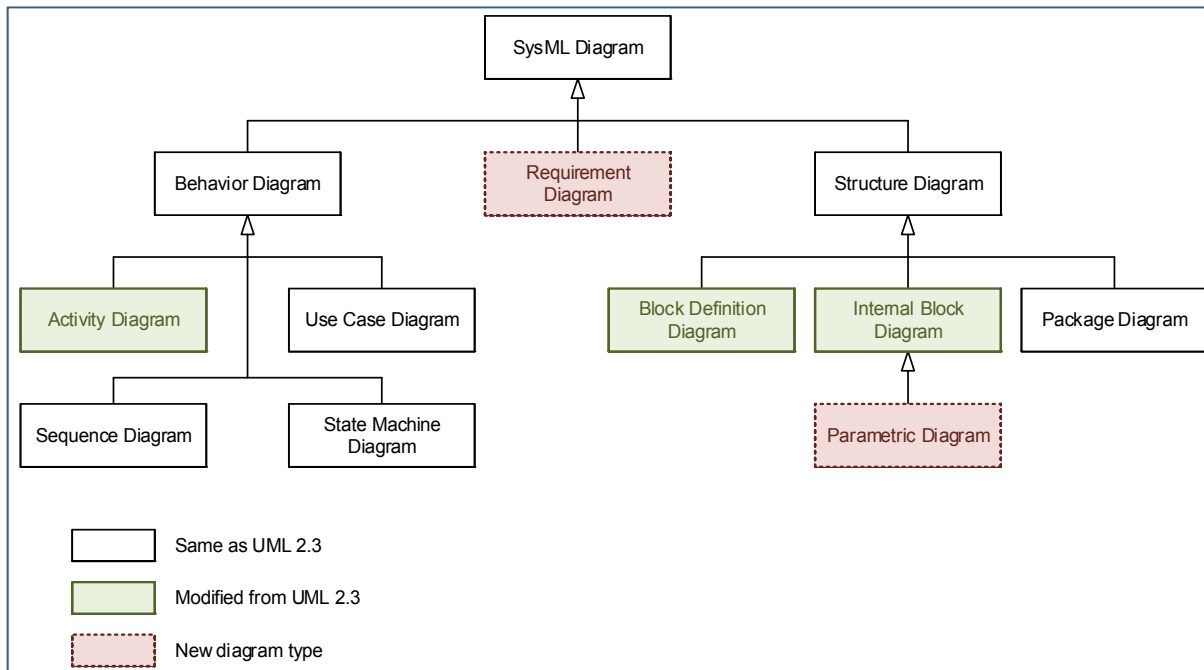 SysML Diagram
Behavior Diagram
Requirement
Diagram
Structure Diagram
Activity Diagram
Use Case Diagram
Block Definition
Diagram
Internal Block
Diagram
Package Diagram
Sequence Diagram
State Machine
Diagram
Parametric Diagram
Same as UML 2.3
Modified from UML 2.3
New diagram type